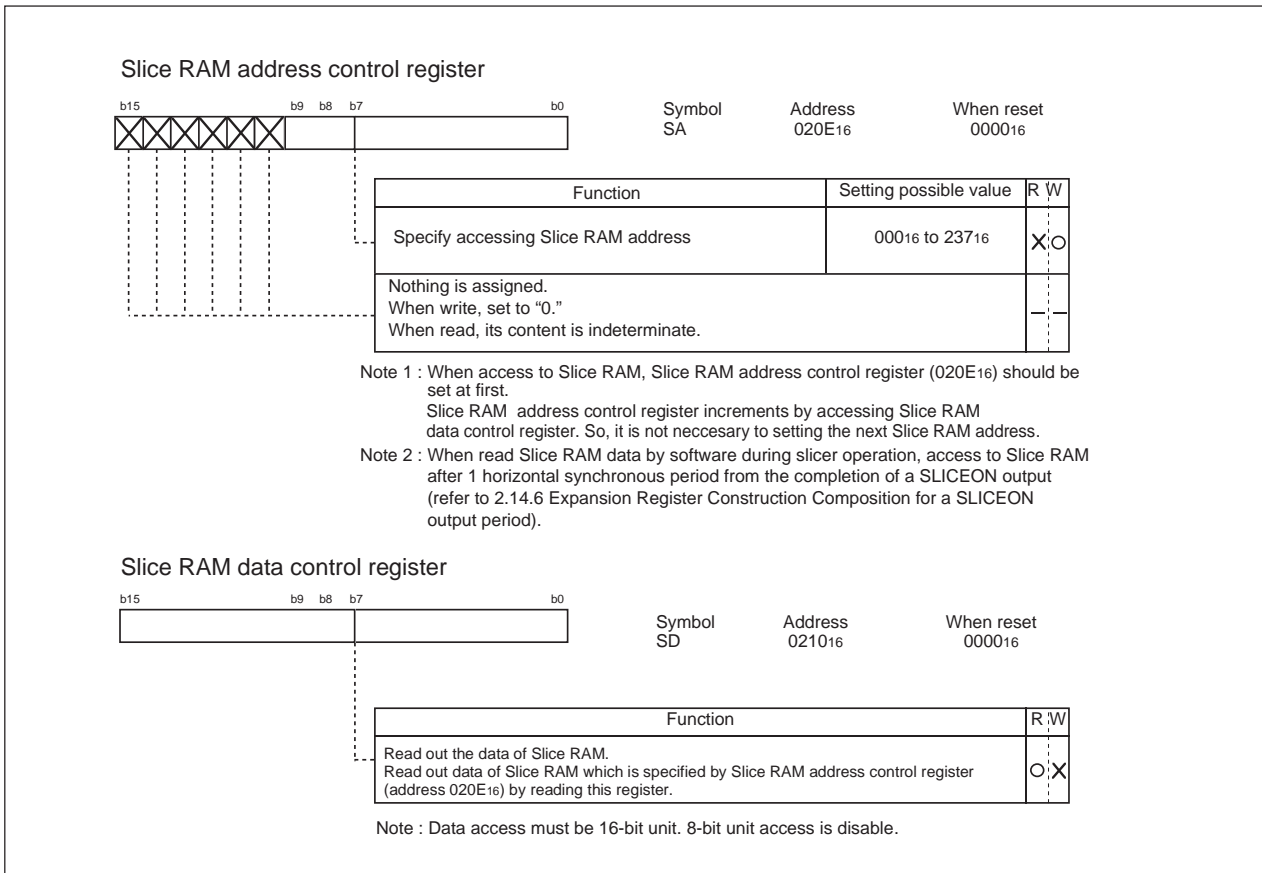 Slice RAM address control register
b15 b9 b8 b7 b0
Symbol Address When reset
SA 020E16 000016
Function Setting possible value R W
Specify accessing Slice RAM address 00016 to 23716 X O
Nothing is assigned.
When write, set to “0.”
When read, its content is indeterminate.
— —
Note 1 : When access to Slice RAM, Slice RAM address control register (020E16) should be
set at first.
Slice RAM address control register increments by accessing Slice RAM
data control register. So, it is not neccesary to setting the next Slice RAM address.
Note 2 : When read Slice RAM data by software during slicer operation, access to Slice RAM
after 1 horizontal synchronous period from the completion of a SLICEON output
(refer to 2.14.6 Expansion Register Construction Composition for a SLICEON
output period).
Slice RAM data control register
b15 b9 b8 b7 b0
Symbol Address When reset
SD 021016 000016
Function R W
Read out the data of Slice RAM.
Read out data of Slice RAM which is specified by Slice RAM address control register
(address 020E16) by reading this register.
O X
Note : Data access must be 16-bit unit. 8-bit unit access is disable.